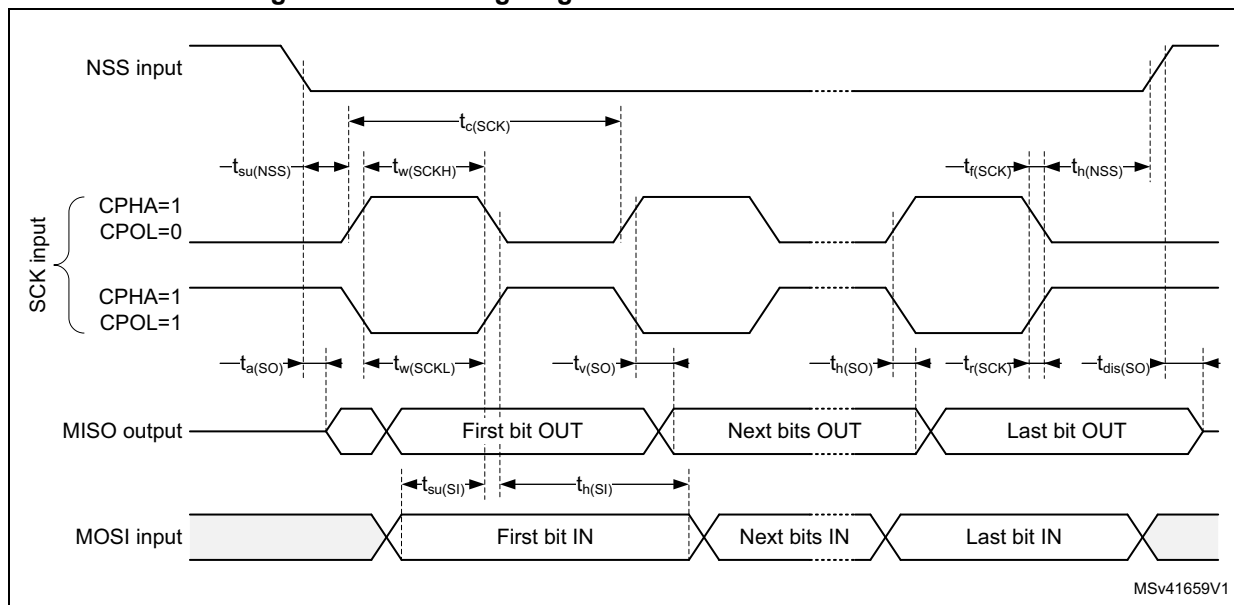 NSS input
tc(SCK)
tsu(NSS)
tw(SCKH)
tf(SCK)
th(NSS)
SCK input
CPHA=1
CPOL=0
CPHA=1
CPOL=1
ta(SO)
tw(SCKL)
tv(SO)
th(SO)
tr(SCK)
tdis(SO)
MISO output
First bit OUT
Next bits OUT
Last bit OUT
tsu(SI)
th(SI)
MOSI input
First bit IN
Next bits IN
Last bit IN
MSv41659V1